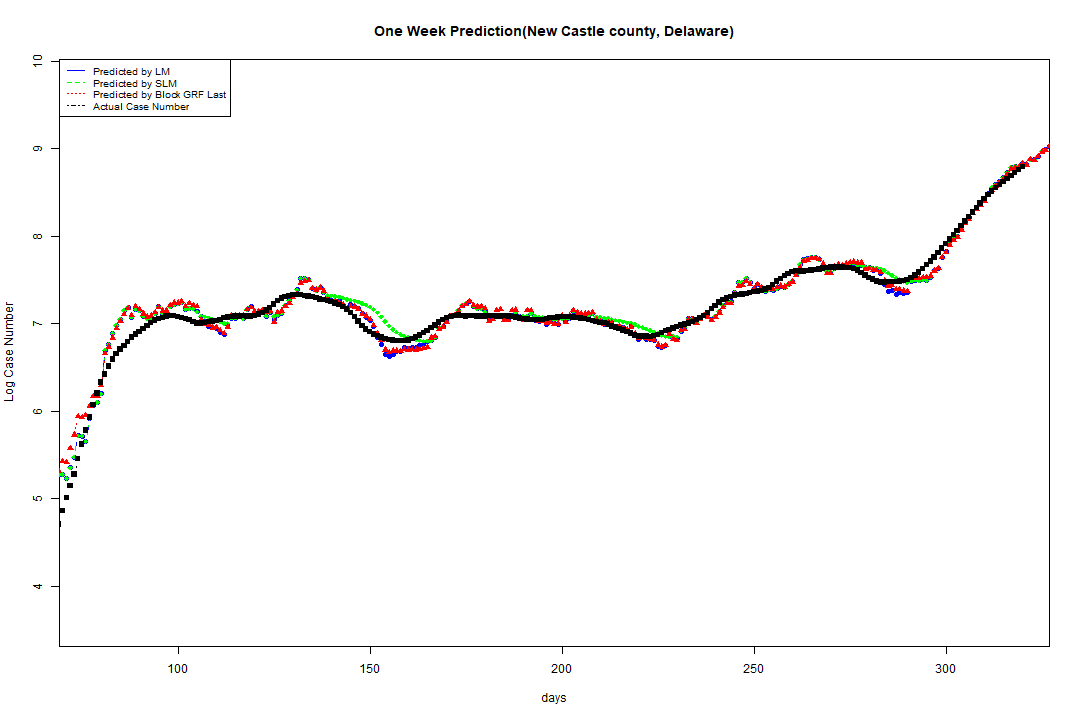 One Week Prediction(New Castle county, Delaware)
Predicted by LM
Predicted by SLM
Predicted by Block GRF Last
Actual Case Number
10
9
8
7
6
5
4
Log Case Number
100 150 200 250 300
days